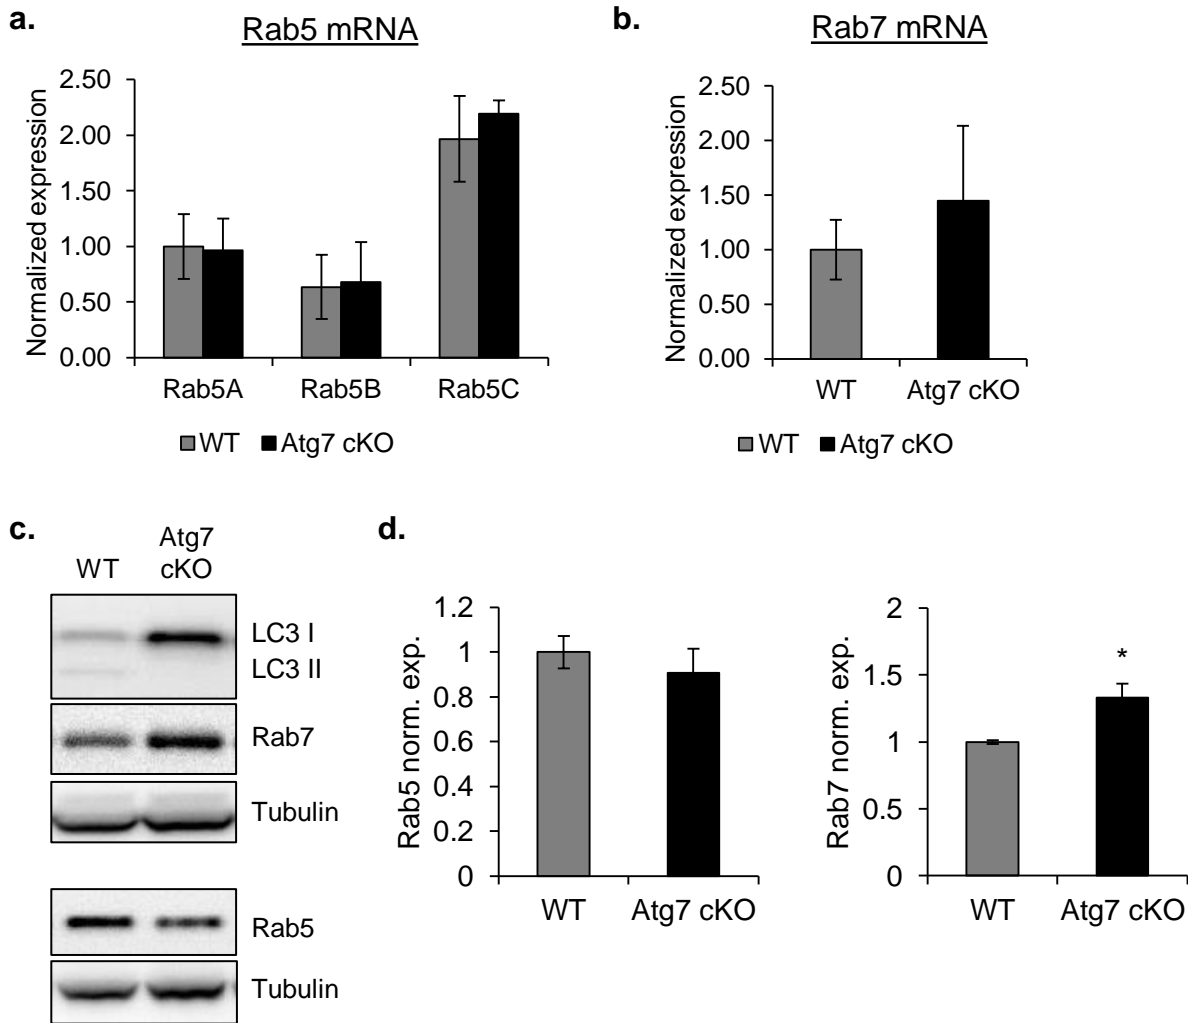 a.
Rab5 mRNA
Normalized expression
2.50
2.00
1.50
1.00
0.50
0.00
Rab5A Rab5B Rab5C
WT Atg7 cKO
b.
Rab7 mRNA
Normalized expression
2.50
2.00
1.50
1.00
0.50
0.00
WT Atg7 cKO
WT Atg7 cKO
c.
WT
Atg7
cKO
LC3 I
LC3 II
Rab7
Tubulin
Rab5
Tubulin
d.
Rab5 norm. exp.
1.2
1
0.8
0.6
0.4
0.2
0
WT Atg7 cKO
Rab7 norm. exp.
2
1.5
1
0.5
0
*
WT Atg7 cKO